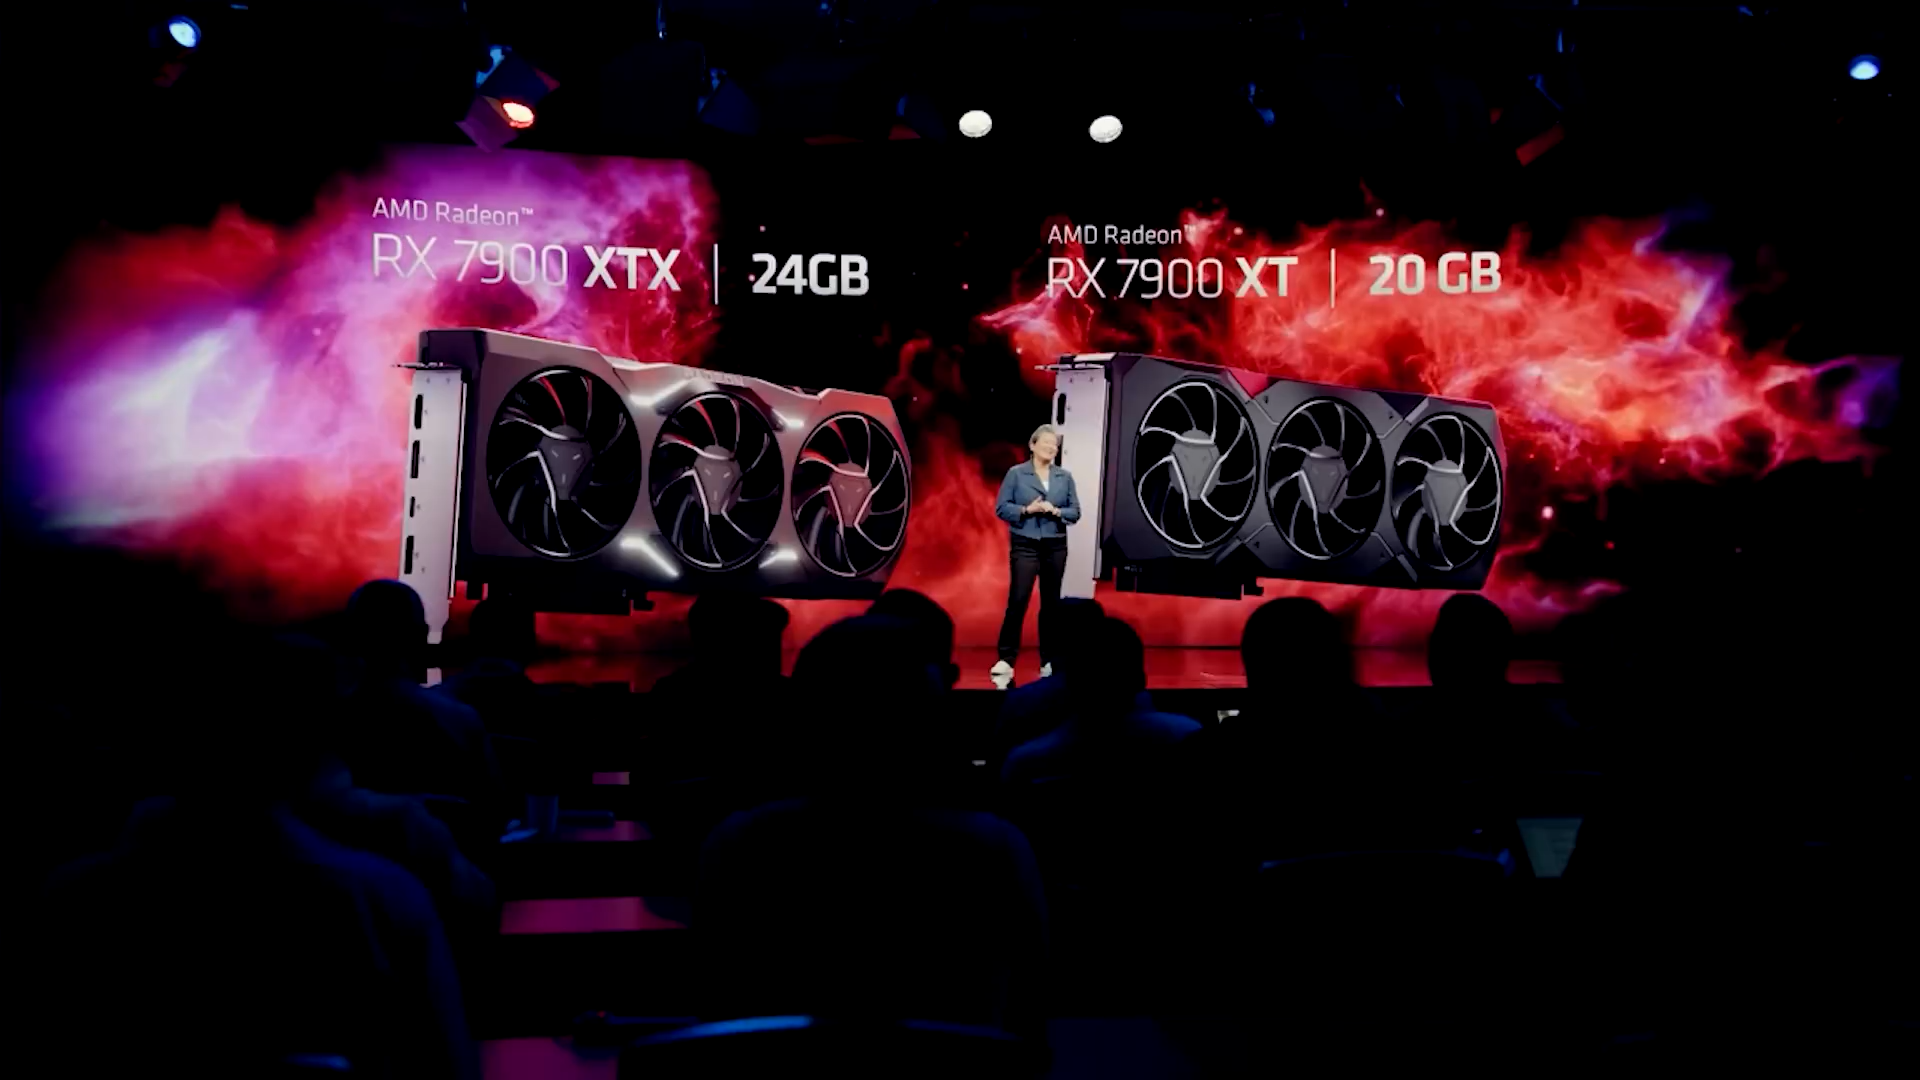 AMD Radeon™
RX 7900 XTX | 24GB
AMD Radeon™
RX 7900 XT | 20 GB